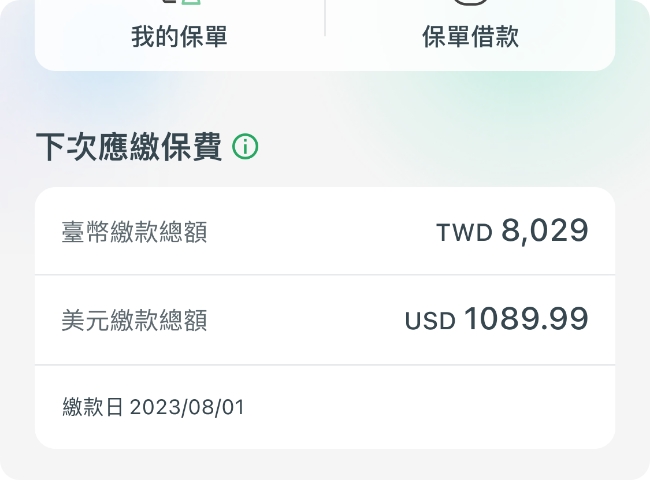 我的保單 保單借款
下次應繳保費
臺幣繳款總額 TWD 8,029
美元繳款總額 USD 1089.99
繳款日 2023/08/01